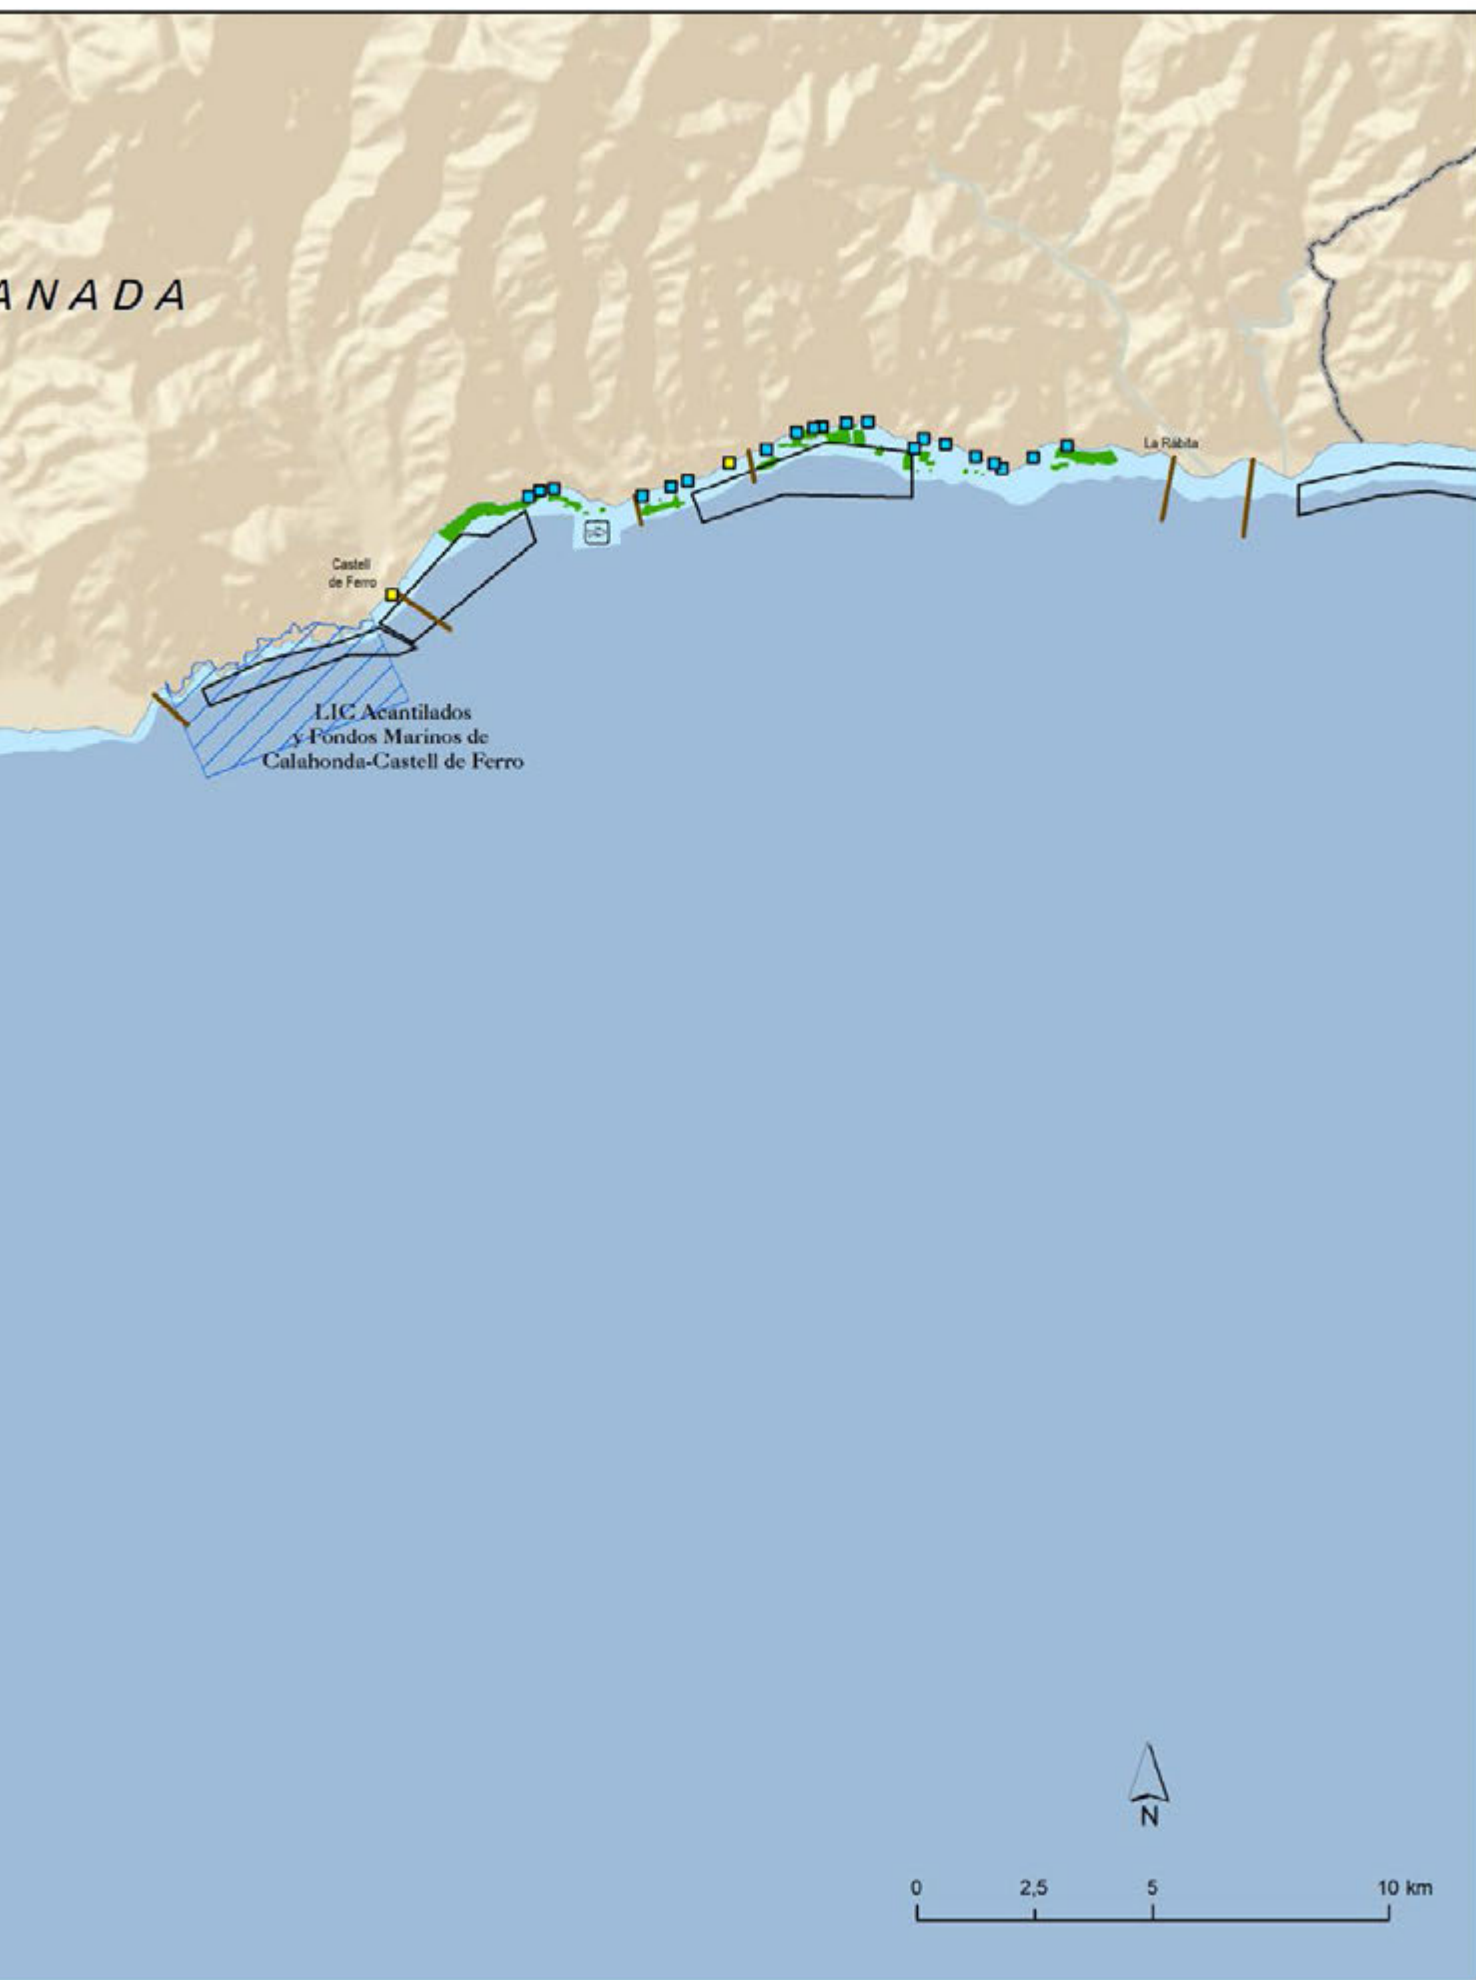 ANADA
La Rábita
Castell
de Ferro
LIC Acantilados
y Fondos Marinos de
Calahonda-Castell de Ferro
N
0 2,5 5 10 km